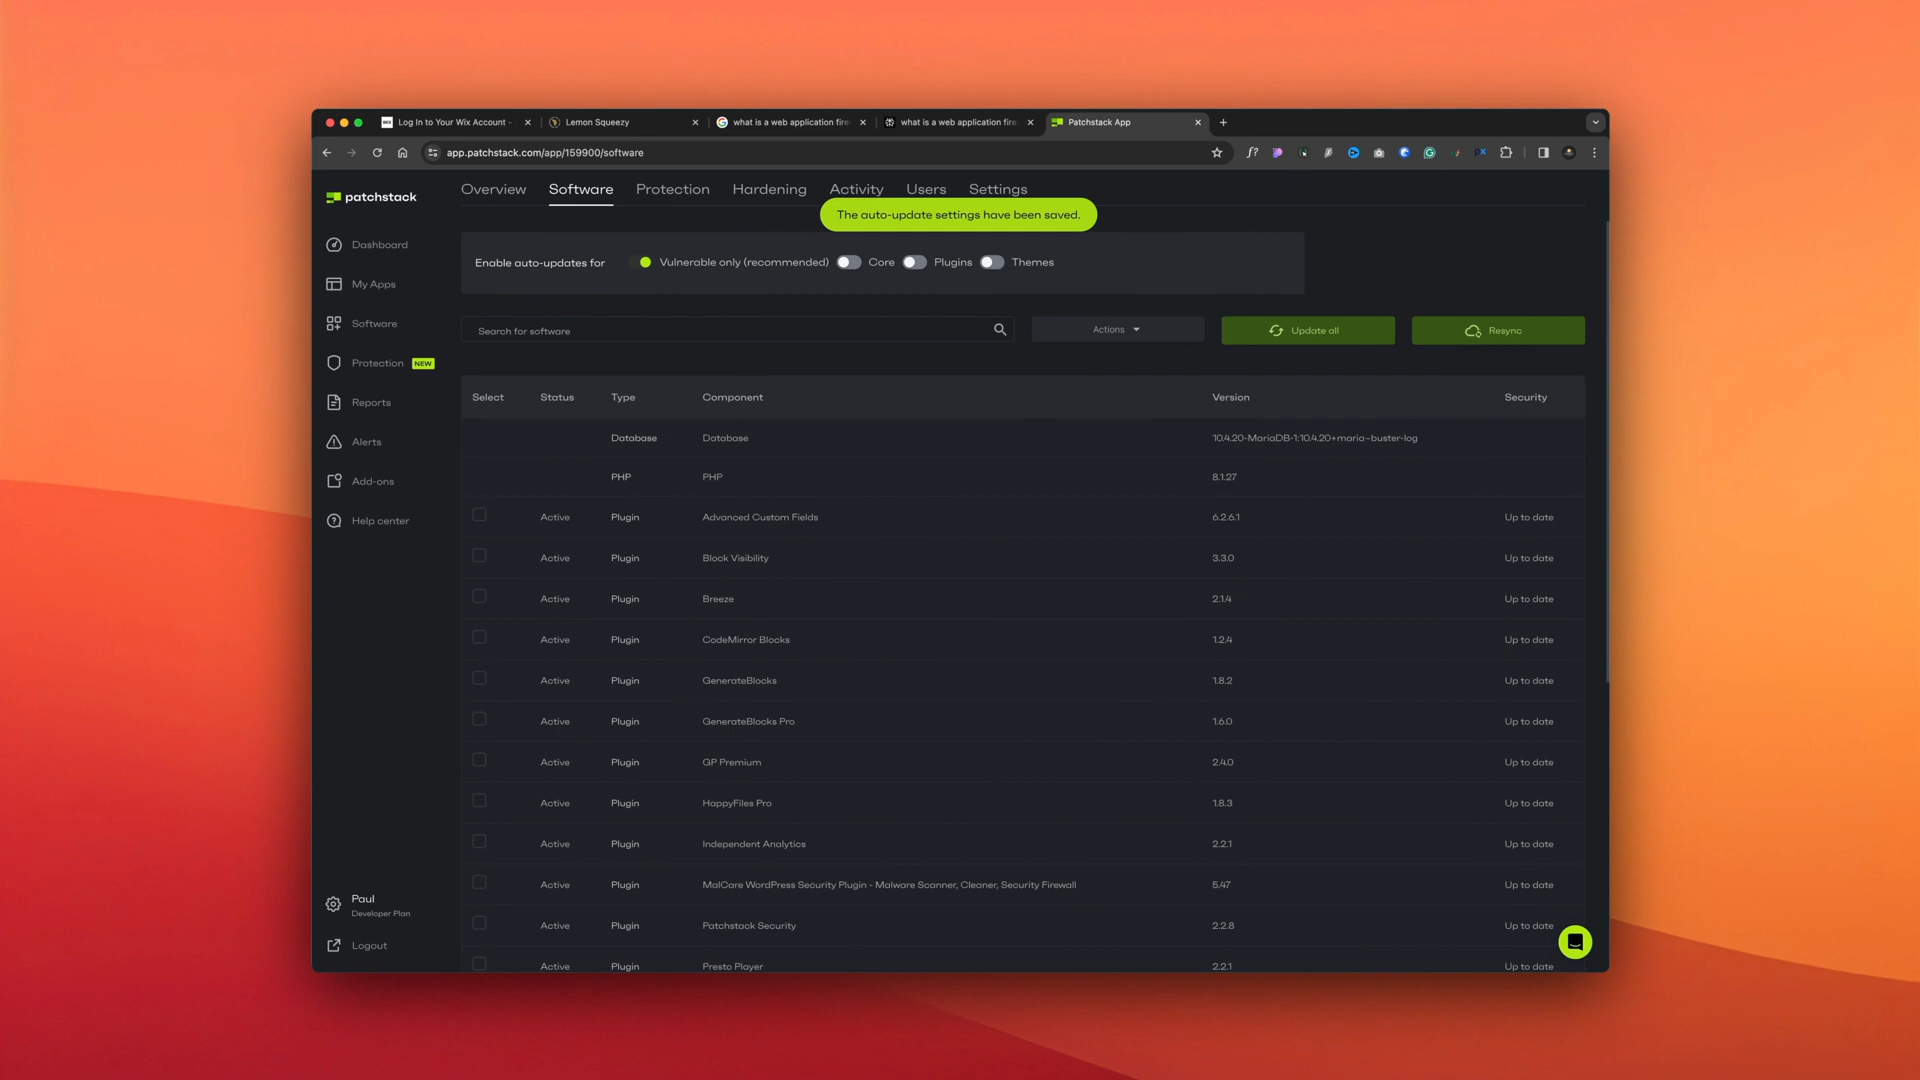 Log In to Your Wix Account -
Lemon Squeezy
what is a web application fire
what is a web application fire
Patchstack App
app.patchstack.com/app/159900/software
patchstack
Overview
Software
Protection
Hardening
Activity
Users
Settings
The auto-update settings have been saved.
Dashboard
My Apps
Software
Protection NEW
Reports
Alerts
Add-ons
Help center
Paul
Developer Plan
Logout
Enable auto-updates for Vulnerable only (recommended) Core Plugins Themes
Search for software
Actions
Update all
Resync
Select Status Type Component Version Security
Database Database 10.4.20-MariaDB-1:10.4.20+maria~buster-log
PHP PHP 8.1.27
Active Plugin Advanced Custom Fields 6.2.6.1 Up to date
Active Plugin Block Visibility 3.3.0 Up to date
Active Plugin Breeze 2.1.4 Up to date
Active Plugin CodeMirror Blocks 1.2.4 Up to date
Active Plugin GenerateBlocks 1.8.2 Up to date
Active Plugin GenerateBlocks Pro 1.6.0 Up to date
Active Plugin GP Premium 2.4.0 Up to date
Active Plugin HappyFiles Pro 1.8.3 Up to date
Active Plugin Independent Analytics 2.2.1 Up to date
Active Plugin MalCare WordPress Security Plugin - Malware Scanner, Cleaner, Security Firewall 5.47 Up to date
Active Plugin Patchstack Security 2.2.8 Up to date
Active Plugin Presto Player 2.2.1 Up to date